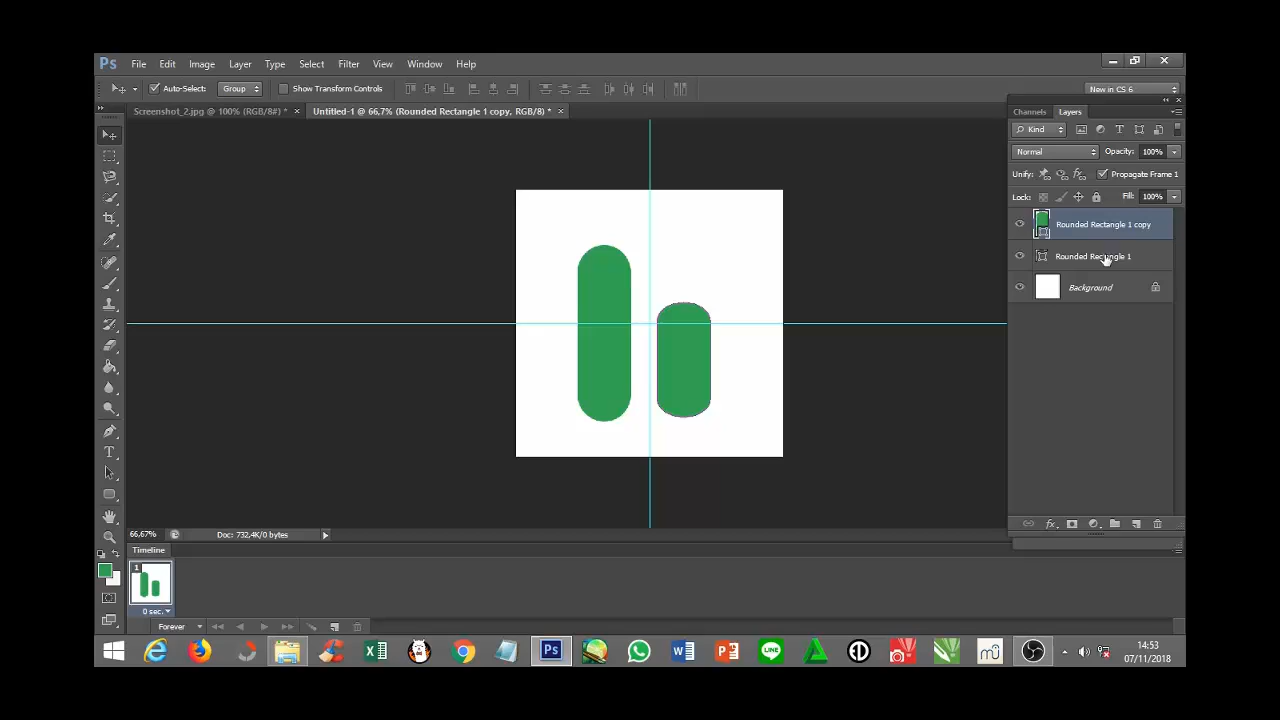 Ps File Edit Image Layer Type Select Filter View Window Help
Auto-Select: Group Show Transform Controls New in CS 6
Screenshot_2.jpg @ 100% (RGB/8#) * × Untitled-1 @ 66,7% (Rounded Rectangle 1 copy, RGB/8) * ×
Channels Layers
Kind
Normal Opacity: 100%
Unify: Propagate Frame 1
Lock: Fill: 100%
Rounded Rectangle 1 copy
Rounded Rectangle 1
Background
66,67% Doc: 732,4K/0 bytes
Timeline
1
0 sec.
Forever
Ps LINE
14:53
07/11/2018